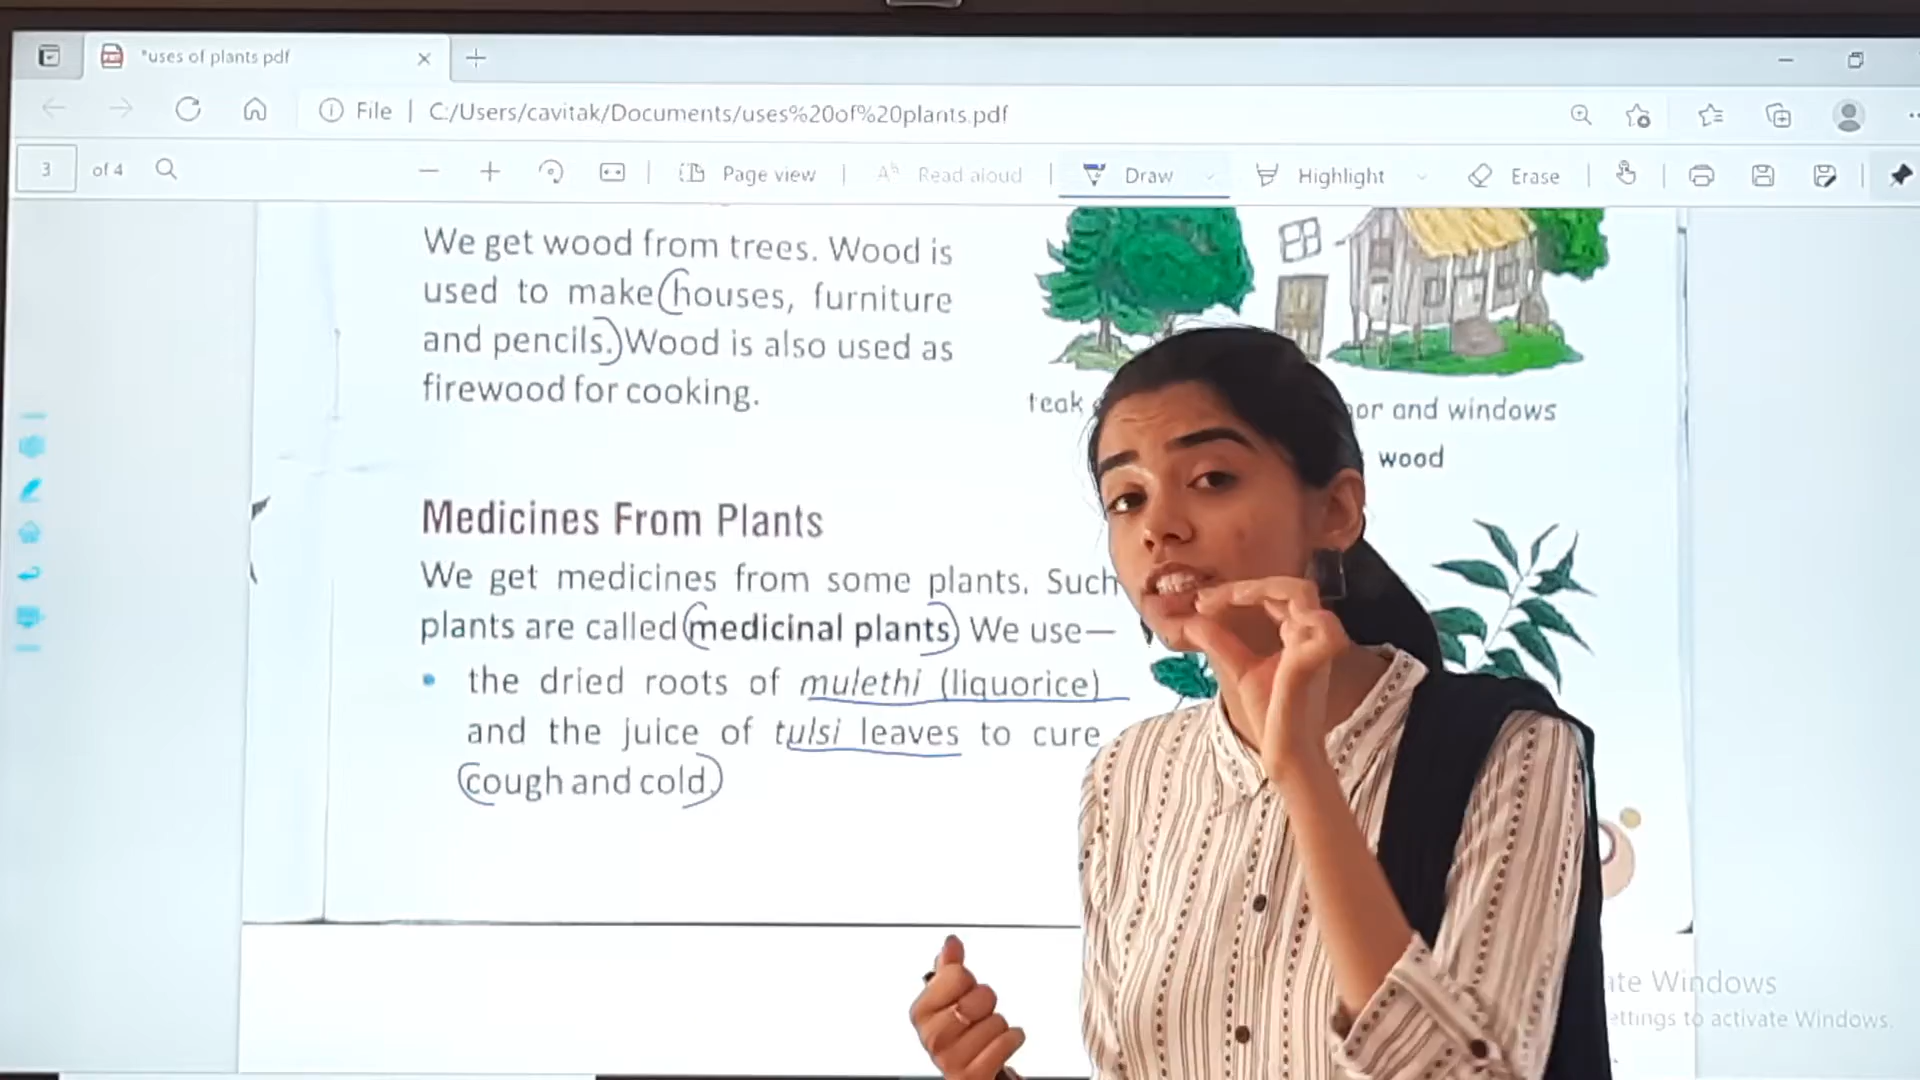 *uses of plants.pdf
File | C:/Users/cavitak/Documents/uses%20of%20plants.pdf
3 of 4 Page view Read aloud Draw Highlight Erase
We get wood from trees. Wood is
used to make houses, furniture
and pencils. Wood is also used as
firewood for cooking.
teak
and windows
wood
Medicines From Plants
We get medicines from some plants. Such
plants are called medicinal plants. We use—
• the dried roots of mulethi (liquorice)
and the juice of tulsi leaves to cure
cough and cold.
Windows
to activate Windows.